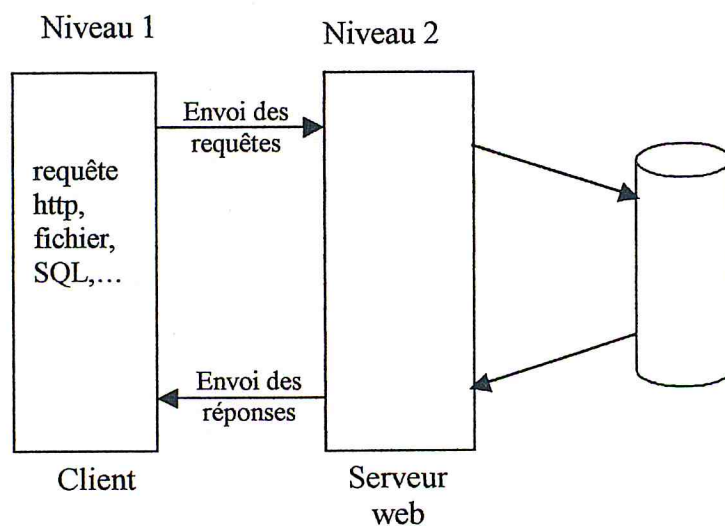 Niveau 1
Niveau 2
Envoi des
requêtes
requête
http,
fichier,
SQL,...
Envoi des
réponses
Client
Serveur
web